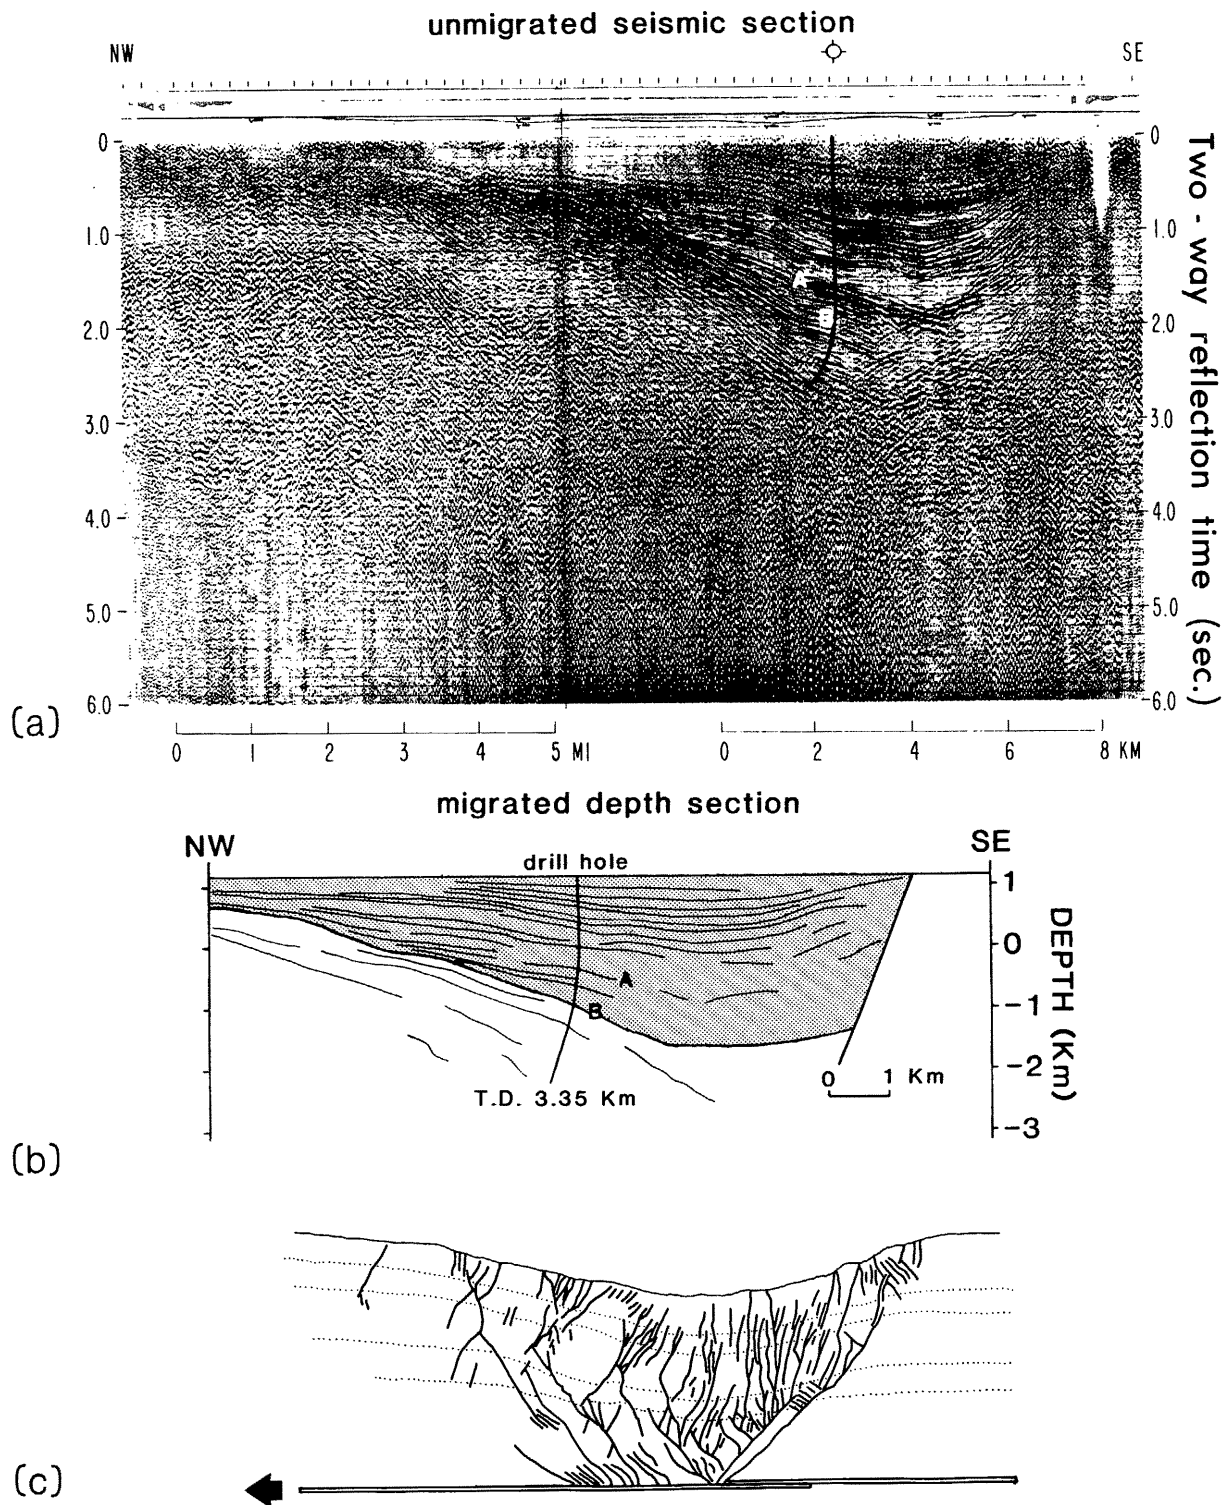 unmigrated seismic section
NW
SE
0
1.0
2.0
3.0
4.0
5.0
6.0
0
1.0
2.0
3.0
4.0
5.0
6.0
Two - way reflection time (sec.)
(a)
0 1 2 3 4 5 MI
0 2 4 6 8 KM
migrated depth section
NW
SE
drill hole
1
0
-1
-2
-3
DEPTH (Km)
A
B
0 1 Km
T.D. 3.35 Km
(b)
(c)